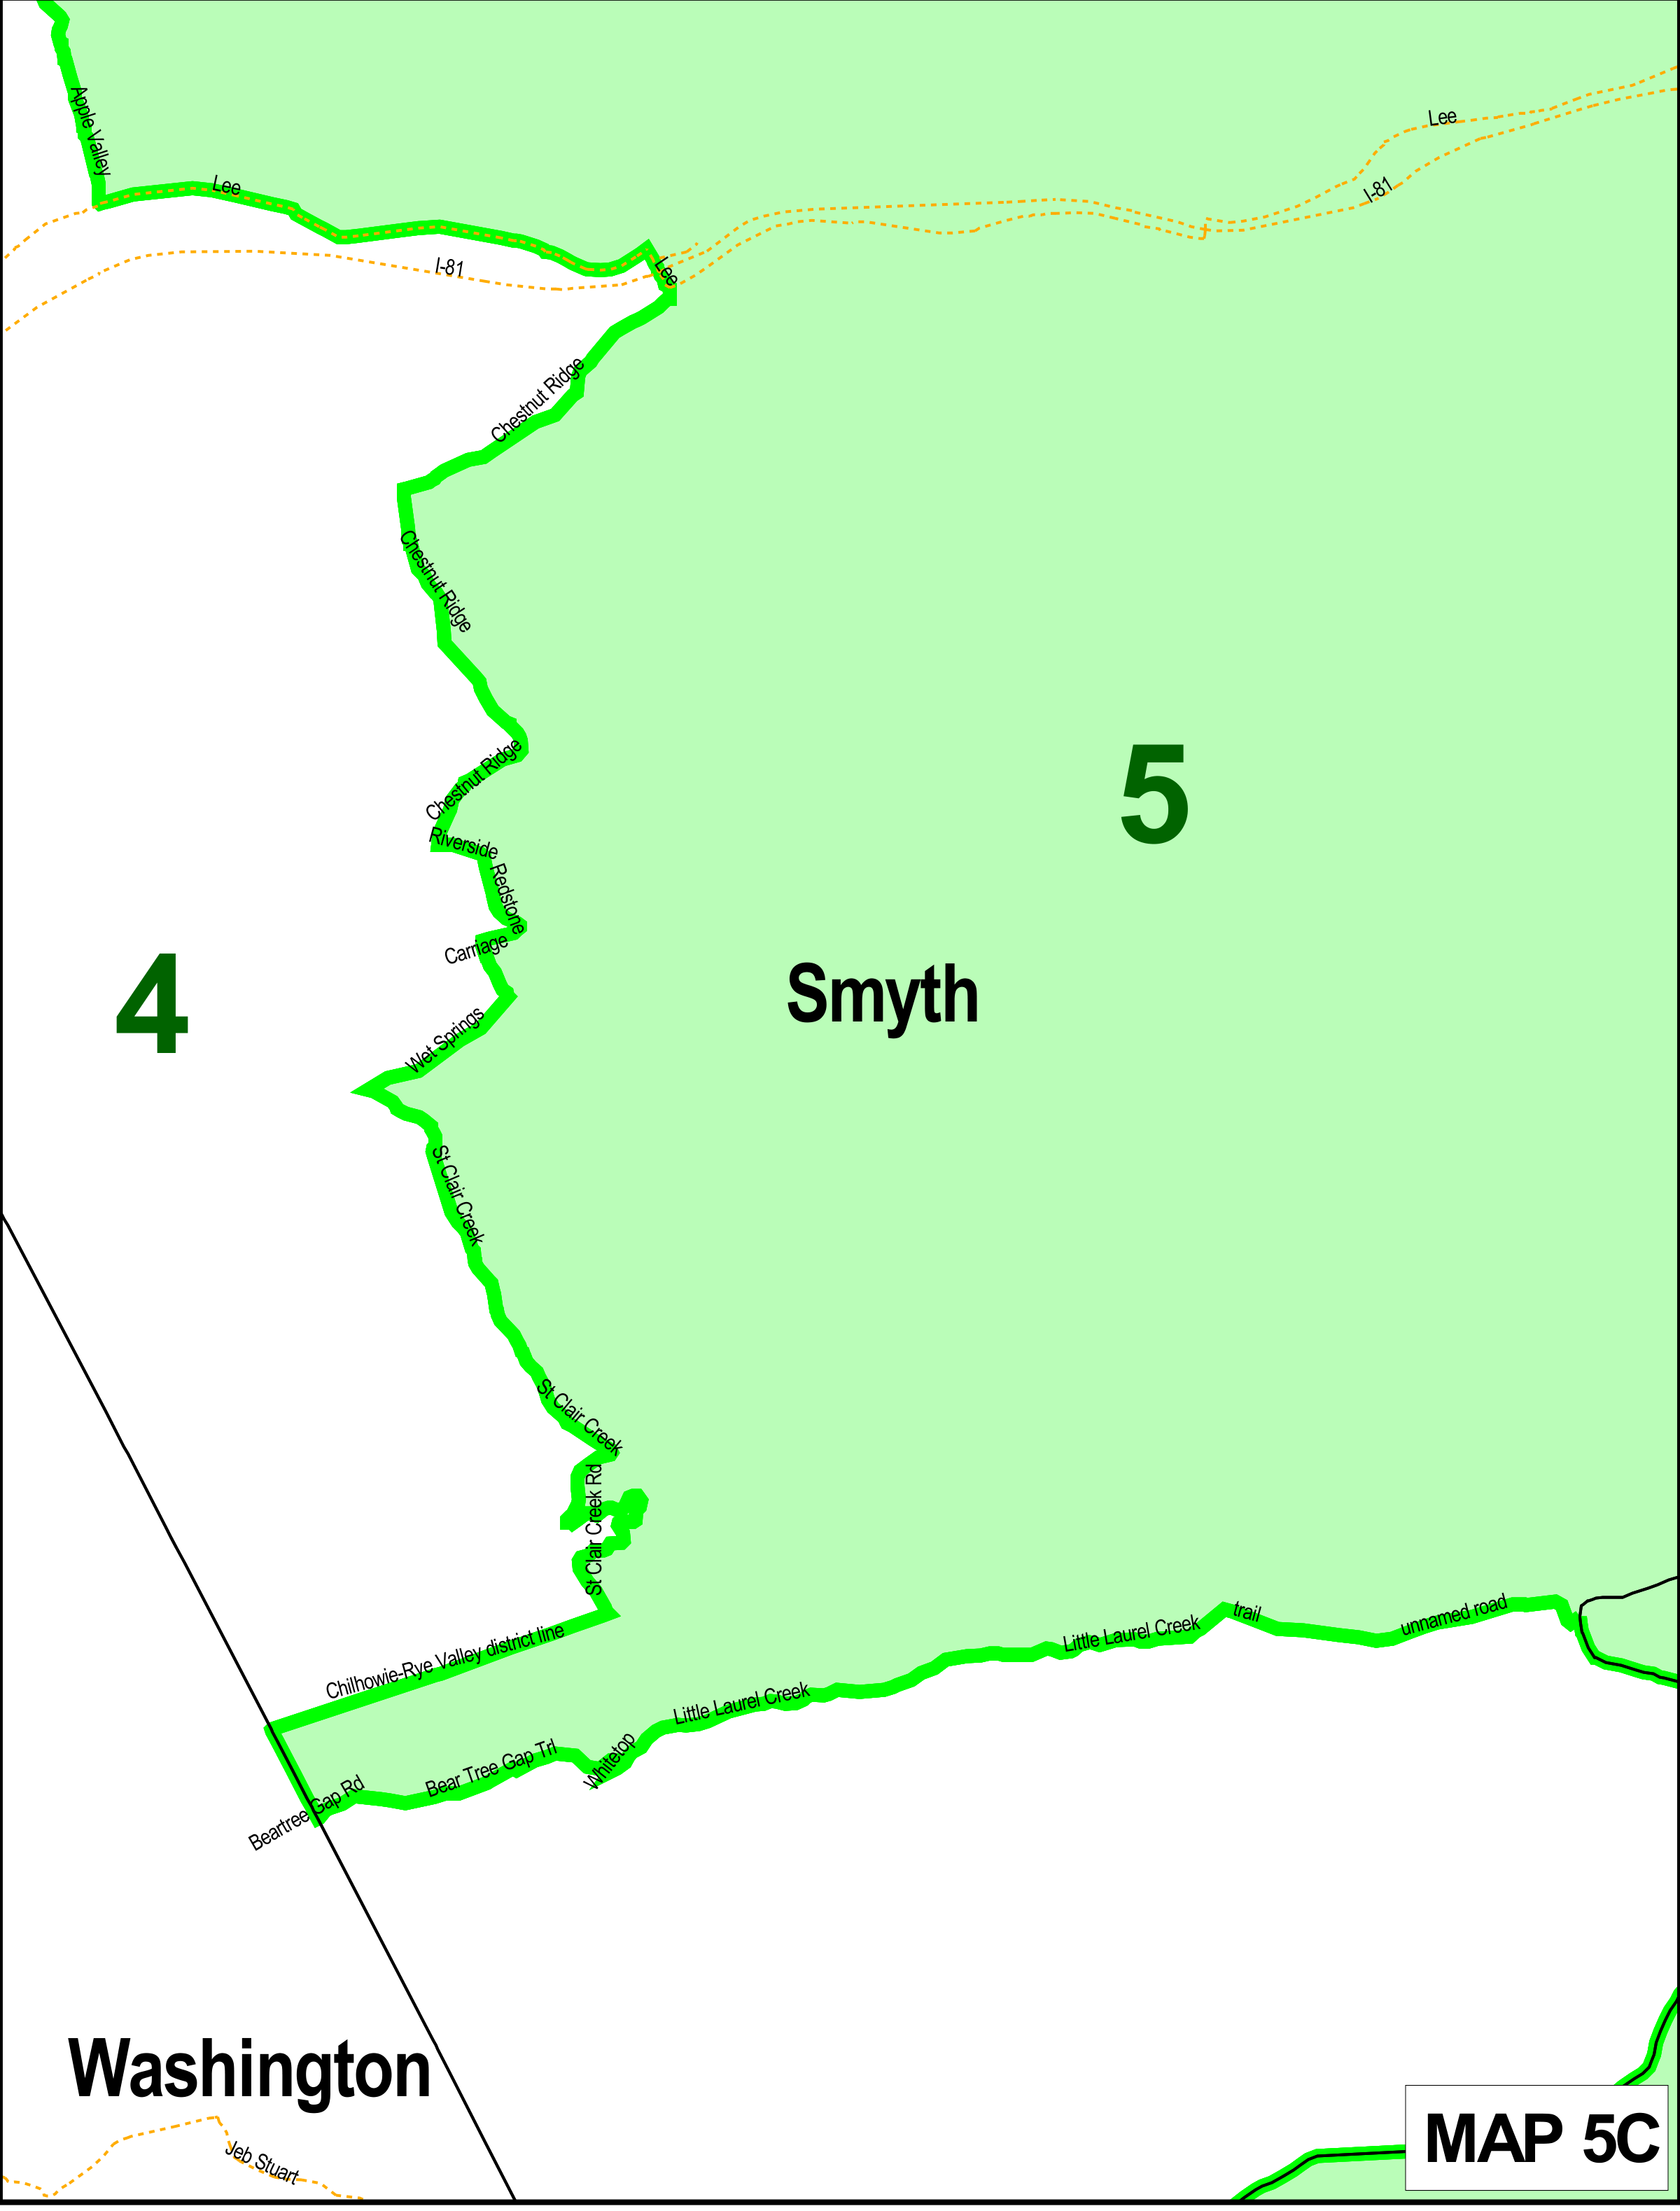 Apple Valley
Lee
Lee
I-81
I-81
Lee
Chestnut Ridge
Chestnut Ridge
5
Chestnut Ridge
Riverside
Redstone
Carriage
4
Smyth
Wet Springs
St Clair Creek
St Clair Creek
St Clair Creek Rd
Chilhowie-Rye Valley district line
Little Laurel Creek
trail
unnamed road
Little Laurel Creek
Whitetop
Bear Tree Gap Trl
Beartree Gap Rd
Washington
Jeb Stuart
MAP 5C